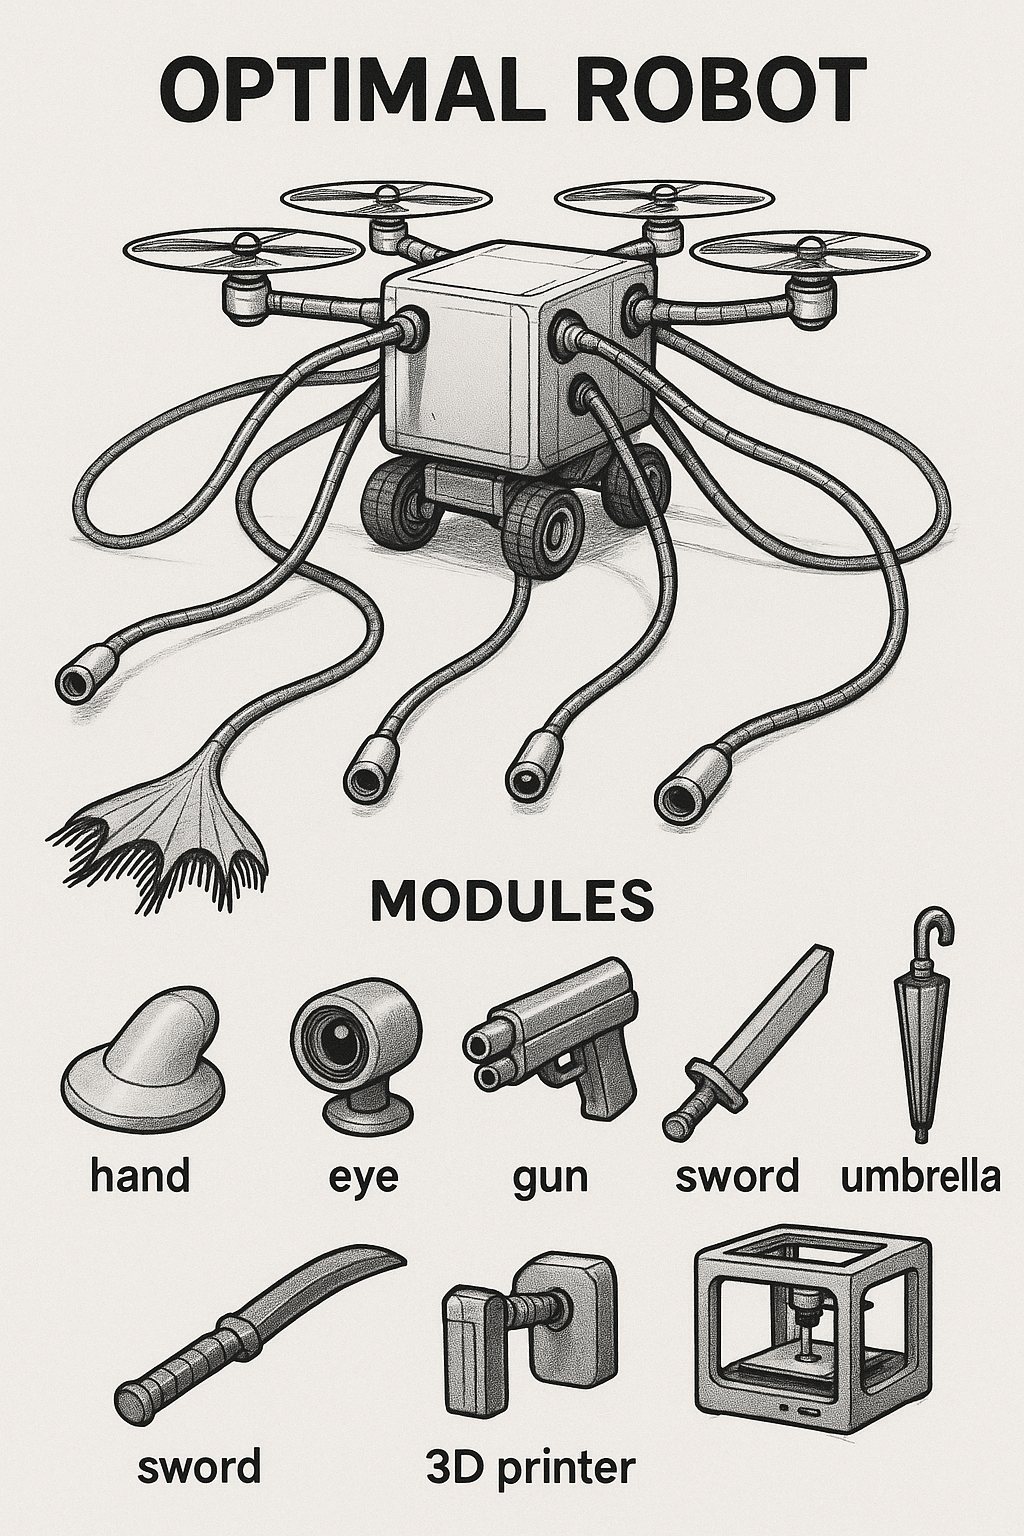 OPTIMAL ROBOT
MODULES
hand
eye
gun
sword
umbrella
sword
3D printer